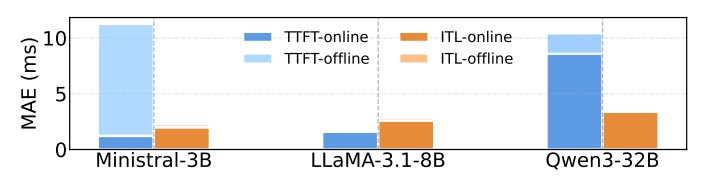 MAE (ms)
10
5
0
TTFT-online
ITL-online
TTFT-offline
ITL-offline
Ministral-3B
LLaMA-3.1-8B
Qwen3-32B